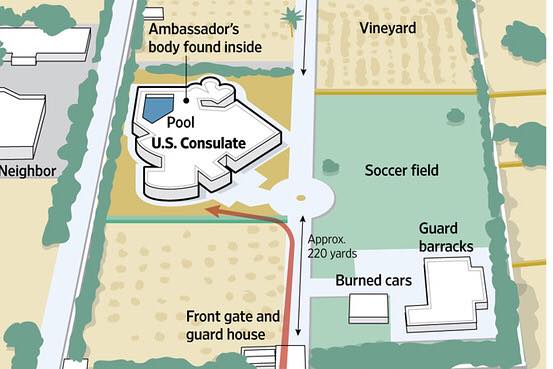 Ambassador's
body found inside
Vineyard
Pool
U.S. Consulate
Neighbor
Soccer field
Guard
barracks
Approx.
220 yards
Burned cars
Front gate and
guard house